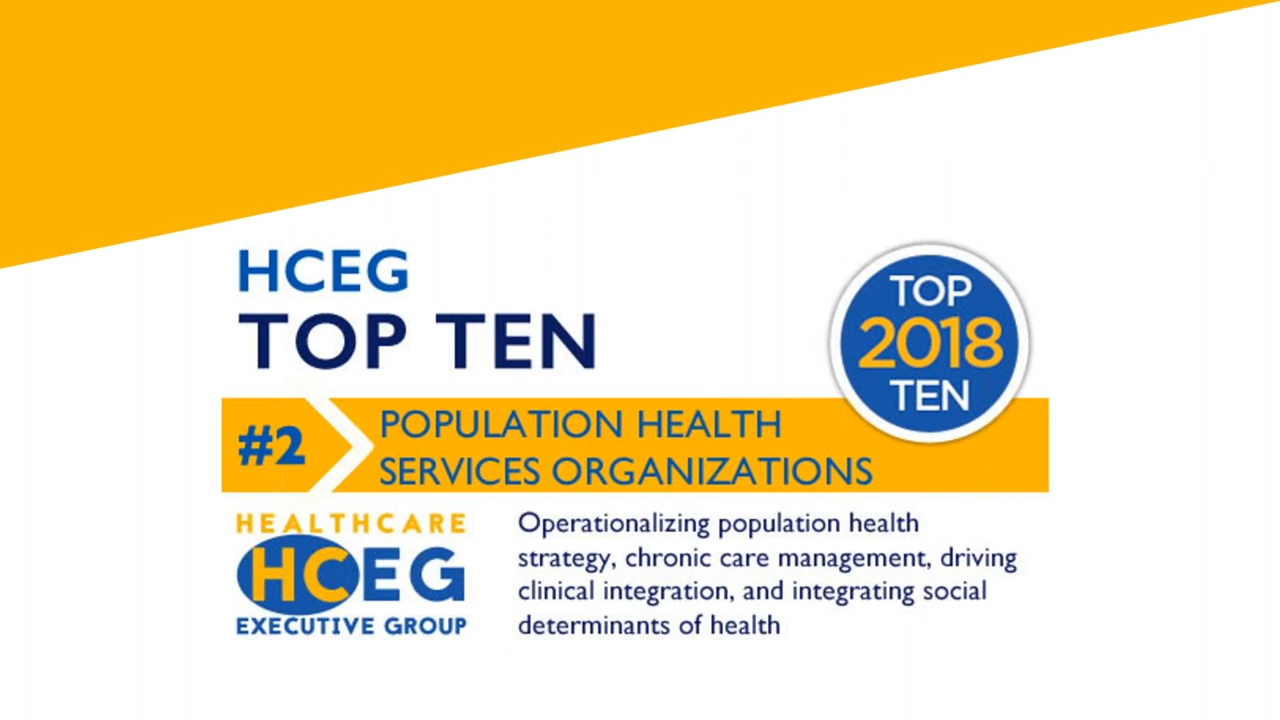 HCEG
TOP TEN
TOP
2018
TEN
#2
POPULATION HEALTH
SERVICES ORGANIZATIONS
HEALTHCARE
HCEG
EXECUTIVE GROUP
Operationalizing population health
strategy, chronic care management, driving
clinical integration, and integrating social
determinants of health